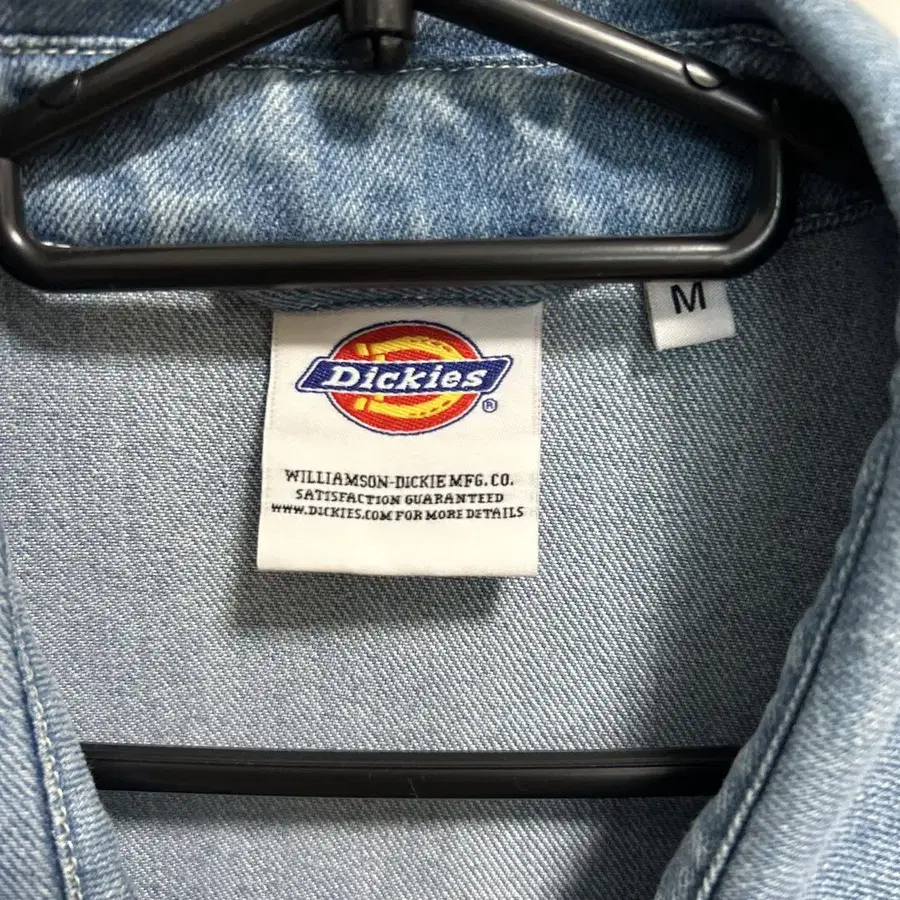 M
Dickies
®
WILLIAMSON-DICKIE MFG. CO.
SATISFACTION GUARANTEED
WWW.DICKIES.COM FOR MORE DETAILS